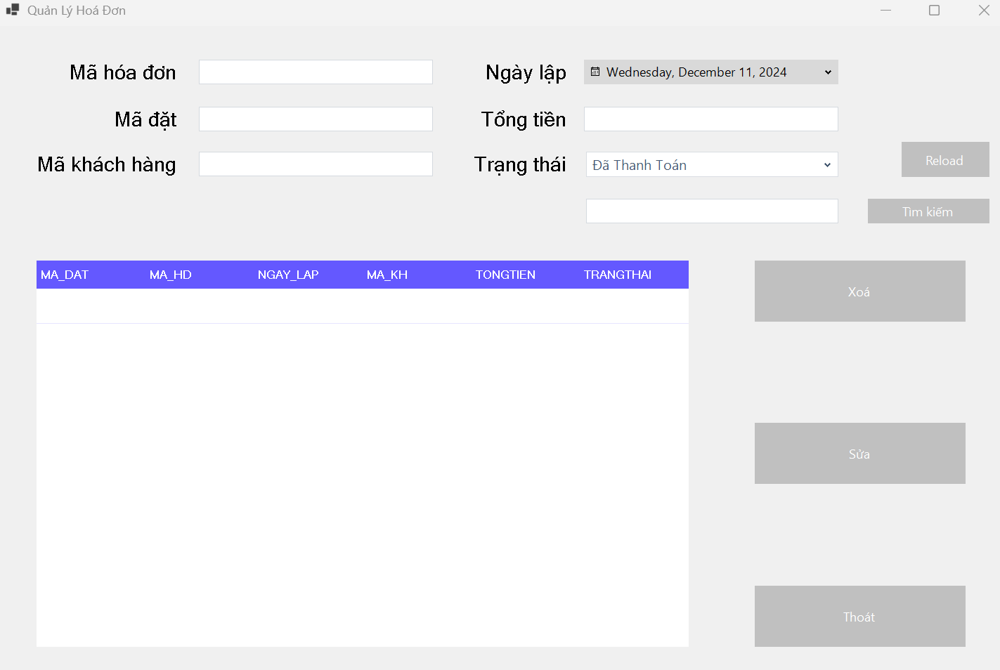 Quản Lý Hoá Đơn
Mã hóa đơn
Ngày lập
Wednesday, December 11, 2024
Mã đặt
Tổng tiền
Mã khách hàng
Trạng thái
Đã Thanh Toán
Reload
Tìm kiếm
MA_DAT MA_HD NGAY_LAP MA_KH TONGTIEN TRANGTHAI
Xoá
Sửa
Thoát